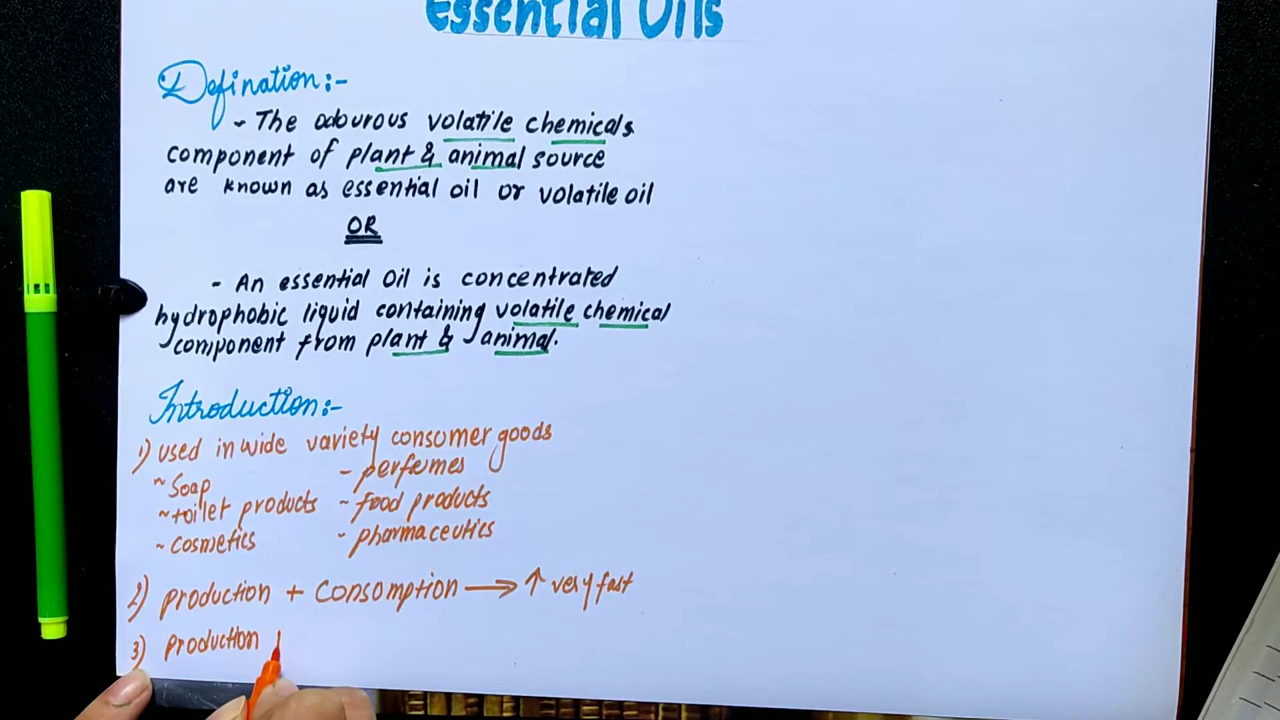 Essential Oils
Defination:-
- The odourous volatile chemicals
component of plant & animal source
are known as essential oil or volatile oil
OR
- An essential Oil is concentrated
hydrophobic liquid containing volatile chemical
component from plant & animal.
Introduction:-
1) used in wide variety consumer goods
~ Soap - perfumes
~ toilet products ~ food products
~ cosmetics - pharmaceutics
2) production + Consomption → ↑ very fast
3) production